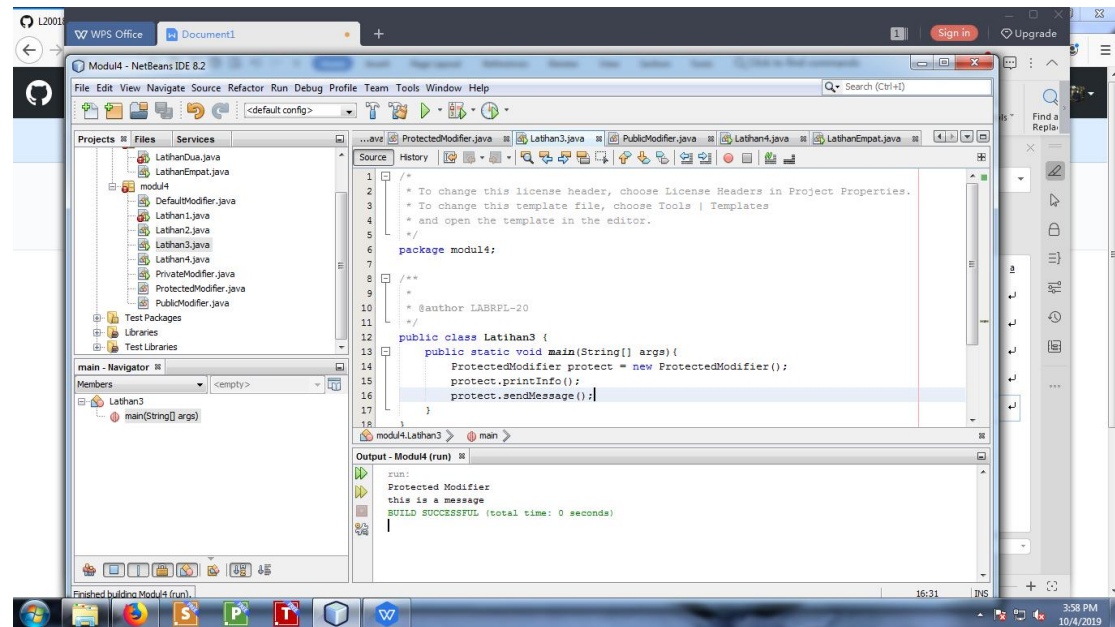 L20018
WPS Office
Document1
1
Sign in
Upgrade
Modul4 - NetBeans IDE 8.2
File Edit View Navigate Source Refactor Run Debug Profile Team Tools Window Help
Search (Ctrl+I)
<default config>
Find a
Repla
Projects
Files
Services
...ave
ProtectedModifier.java
Latihan3.java
PublicModifier.java
Latihan4.java
LatihanEmpat.java
Source
History
LatihanDua.java
LatihanEmpat.java
modul4
DefaultModifier.java
Latihan1.java
Latihan2.java
Latihan3.java
Latihan4.java
PrivateModifier.java
ProtectedModifier.java
PublicModifier.java
Test Packages
Libraries
Test Libraries
1 /*
2 * To change this license header, choose License Headers in Project Properties.
3 * To change this template file, choose Tools | Templates
4 * and open the template in the editor.
5 */
6 package modul4;
7
8 /**
9 *
10 * @author LABRPL-20
11 */
12 public class Latihan3 {
13 public static void main(String[] args){
14 ProtectedModifier protect = new ProtectedModifier();
15 protect.printInfo();
16 protect.sendMessage();
17 }
18 }
main - Navigator
Members
<empty>
Latihan3
main(String[] args)
modul4.Latihan3
main
Output - Modul4 (run)
run:
Protected Modifier
this is a message
BUILD SUCCESSFUL (total time: 0 seconds)
Finished building Modul4 (run).
16:31
INS
3:58 PM
10/4/2019